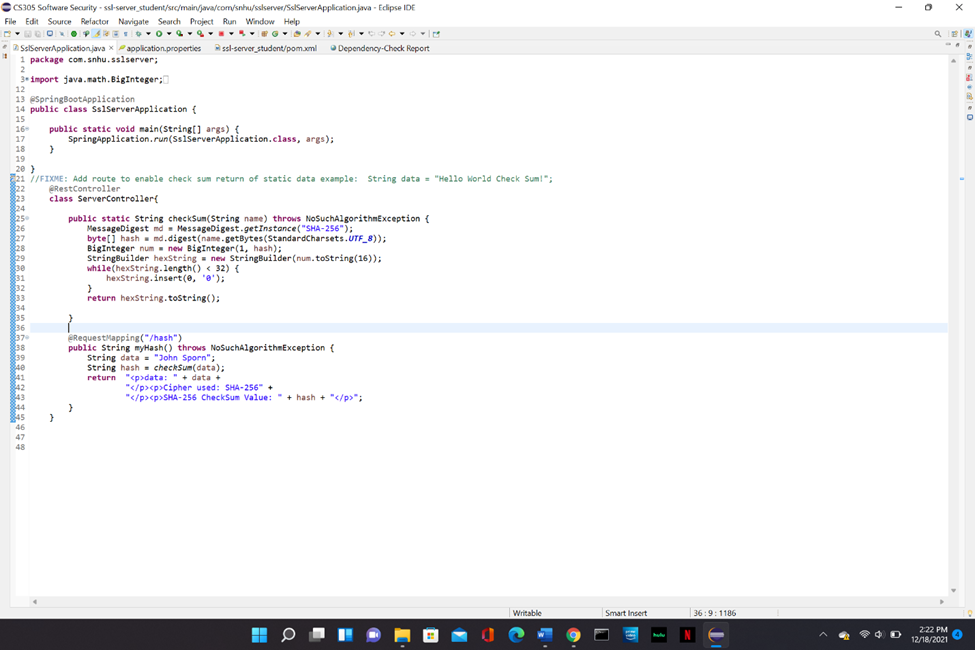 CS305 Software Security - ssl-server_student/src/main/java/com/snhu/sslserver/SslServerApplication.java - Eclipse IDE
File Edit Source Refactor Navigate Search Project Run Window Help
SslServerApplication.java application.properties ssl-server_student/pom.xml Dependency-Check Report
1 package com.snhu.sslserver;
2
3 import java.math.BigInteger;
12
13 @SpringBootApplication
14 public class SslServerApplication {
15
16 public static void main(String[] args) {
17 SpringApplication.run(SslServerApplication.class, args);
18 }
19
20 }
21 //FIXME: Add route to enable check sum return of static data example: String data = "Hello World Check Sum!";
22 @RestController
23 class ServerController{
24
25 public static String checkSum(String name) throws NoSuchAlgorithmException {
26 MessageDigest md = MessageDigest.getInstance("SHA-256");
27 byte[] hash = md.digest(name.getBytes(StandardCharsets.UTF_8));
28 BigInteger num = new BigInteger(1, hash);
29 StringBuilder hexString = new StringBuilder(num.toString(16));
30 while(hexString.length() < 32) {
31 hexString.insert(0, '0');
32 }
33 return hexString.toString();
34
35 }
36
37 @RequestMapping("/hash")
38 public String myHash() throws NoSuchAlgorithmException {
39 String data = "John Sporn";
40 String hash = checkSum(data);
41 return "<p>data: " + data +
42 "</p><p>Cipher used: SHA-256" +
43 "</p><p>SHA-256 CheckSum Value: " + hash + "</p>";
44 }
45 }
46
47
48
Writable Smart Insert 36 : 9 : 1186
hulu N
2:22 PM
12/18/2021
4